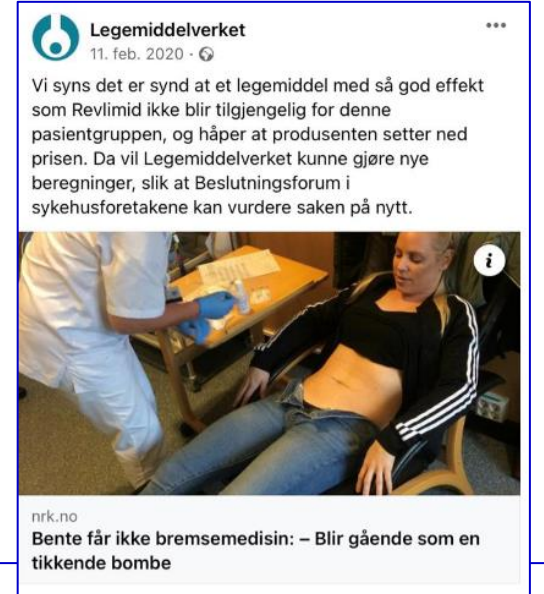 Legemiddelverket
11. feb. 2020 ·
Vi syns det er synd at et legemiddel med så god effekt
som Revlimid ikke blir tilgjengelig for denne
pasientgruppen, og håper at produsenten setter ned
prisen. Da vil Legemiddelverket kunne gjøre nye
beregninger, slik at Beslutningsforum i
sykehusforetakene kan vurdere saken på nytt.
i
nrk.no
Bente får ikke bremsemedisin: – Blir gående som en
tikkende bombe